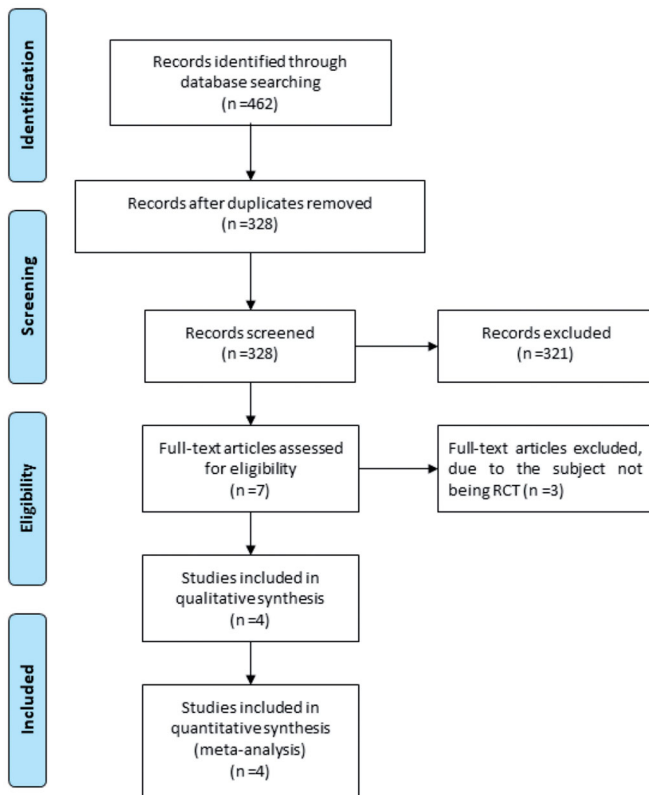 Identification
Records identified through
database searching
(n =462)
Records after duplicates removed
(n =328)
Screening
Records screened
(n =328)
Records excluded
(n =321)
Eligibility
Full-text articles assessed
for eligibility
(n =7)
Full-text articles excluded,
due to the subject not
being RCT (n =3)
Studies included in
qualitative synthesis
(n =4)
Included
Studies included in
quantitative synthesis
(meta-analysis)
(n =4)